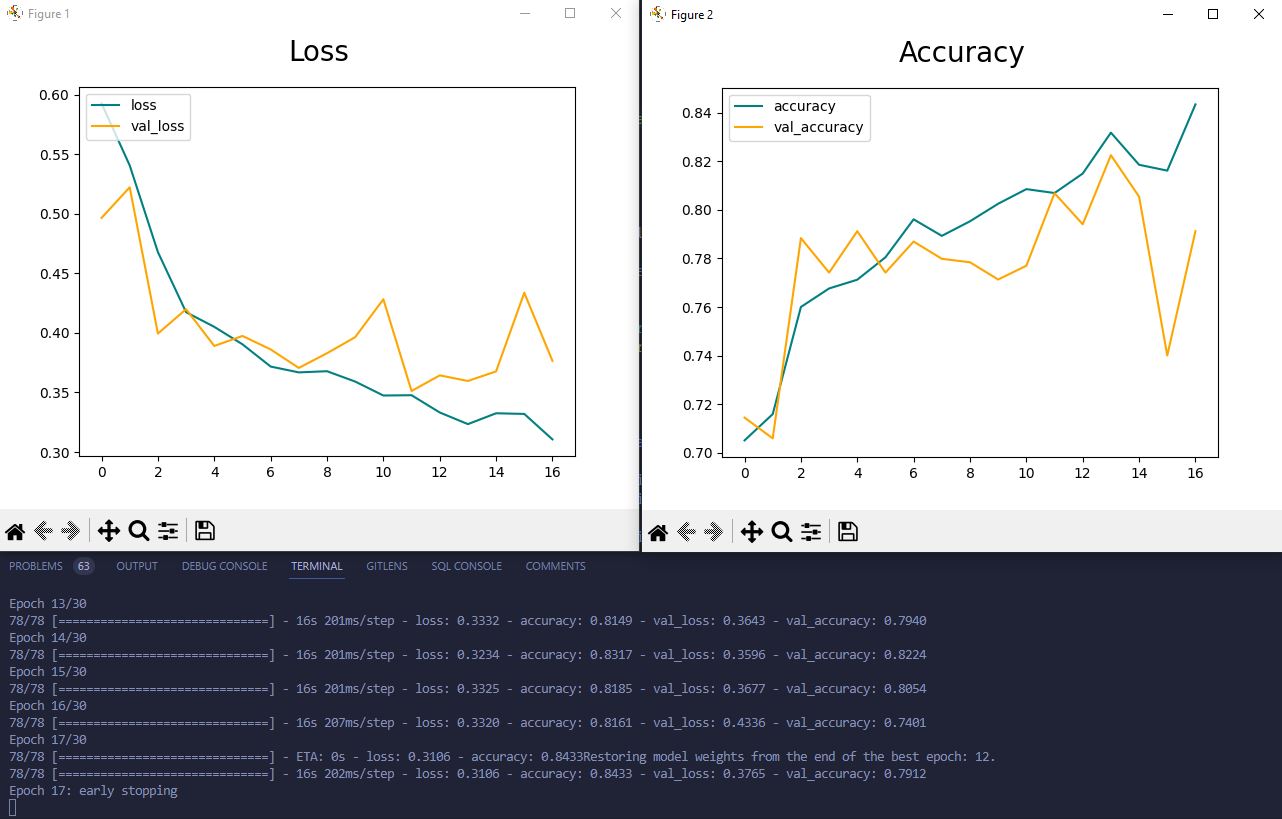 Figure 1
Loss
loss
val_loss
0.60
0.55
0.50
0.45
0.40
0.35
0.30
0 2 4 6 8 10 12 14 16
Figure 2
Accuracy
accuracy
val_accuracy
0.84
0.82
0.80
0.78
0.76
0.74
0.72
0.70
0 2 4 6 8 10 12 14 16
PROBLEMS 63 OUTPUT DEBUG CONSOLE TERMINAL GITLENS SQL CONSOLE COMMENTS
Epoch 13/30
78/78 [==============================] - 16s 201ms/step - loss: 0.3332 - accuracy: 0.8149 - val_loss: 0.3643 - val_accuracy: 0.7940
Epoch 14/30
78/78 [==============================] - 16s 201ms/step - loss: 0.3234 - accuracy: 0.8317 - val_loss: 0.3596 - val_accuracy: 0.8224
Epoch 15/30
78/78 [==============================] - 16s 201ms/step - loss: 0.3325 - accuracy: 0.8185 - val_loss: 0.3677 - val_accuracy: 0.8054
Epoch 16/30
78/78 [==============================] - 16s 207ms/step - loss: 0.3320 - accuracy: 0.8161 - val_loss: 0.4336 - val_accuracy: 0.7401
Epoch 17/30
78/78 [==============================] - ETA: 0s - loss: 0.3106 - accuracy: 0.8433Restoring model weights from the end of the best epoch: 12.
78/78 [==============================] - 16s 202ms/step - loss: 0.3106 - accuracy: 0.8433 - val_loss: 0.3765 - val_accuracy: 0.7912
Epoch 17: early stopping